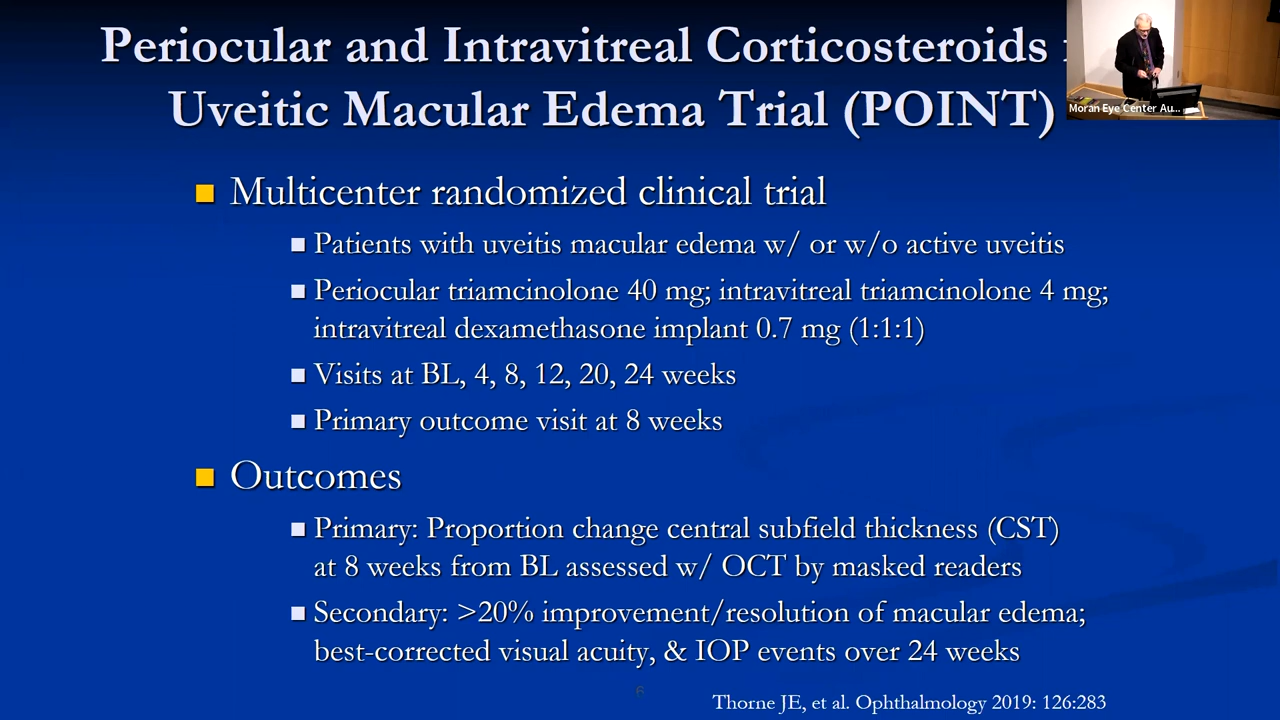 Periocular and Intravitreal Corticosteroids
Uveitic Macular Edema Trial (POINT)
Moran Eye Center Au...
Multicenter randomized clinical trial
Patients with uveitis macular edema w/ or w/o active uveitis
Periocular triamcinolone 40 mg; intravitreal triamcinolone 4 mg;
intravitreal dexamethasone implant 0.7 mg (1:1:1)
Visits at BL, 4, 8, 12, 20, 24 weeks
Primary outcome visit at 8 weeks
Outcomes
Primary: Proportion change central subfield thickness (CST)
at 8 weeks from BL assessed w/ OCT by masked readers
Secondary: >20% improvement/resolution of macular edema;
best-corrected visual acuity, & IOP events over 24 weeks
6
Thorne JE, et al. Ophthalmology 2019: 126:283